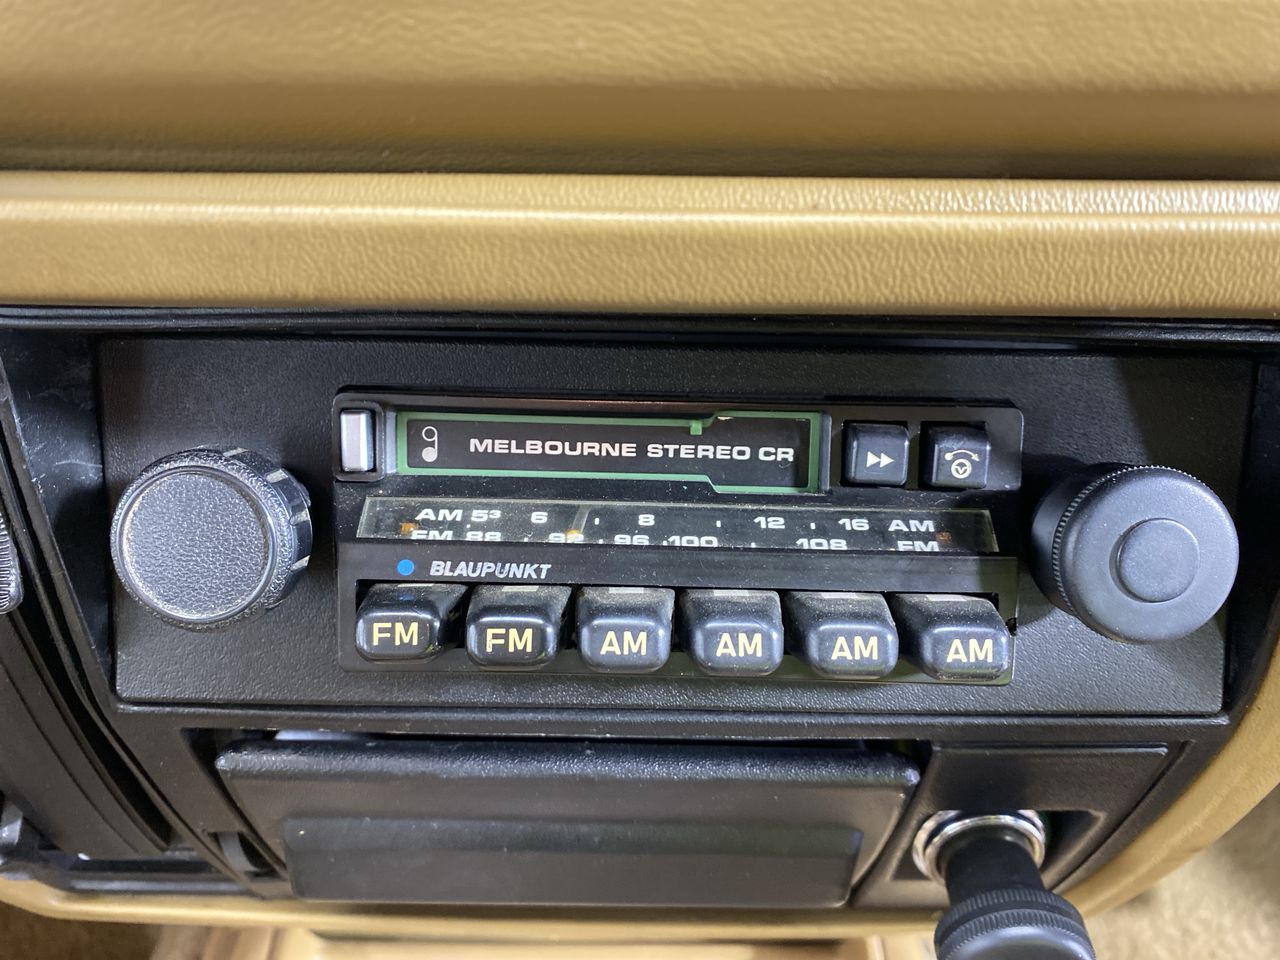 MELBOURNE STEREO CR
AM 5³ 6 8 12 16 AM
FM 88 92 96 100 108 FM
BLAUPUNKT
FM FM AM AM AM AM